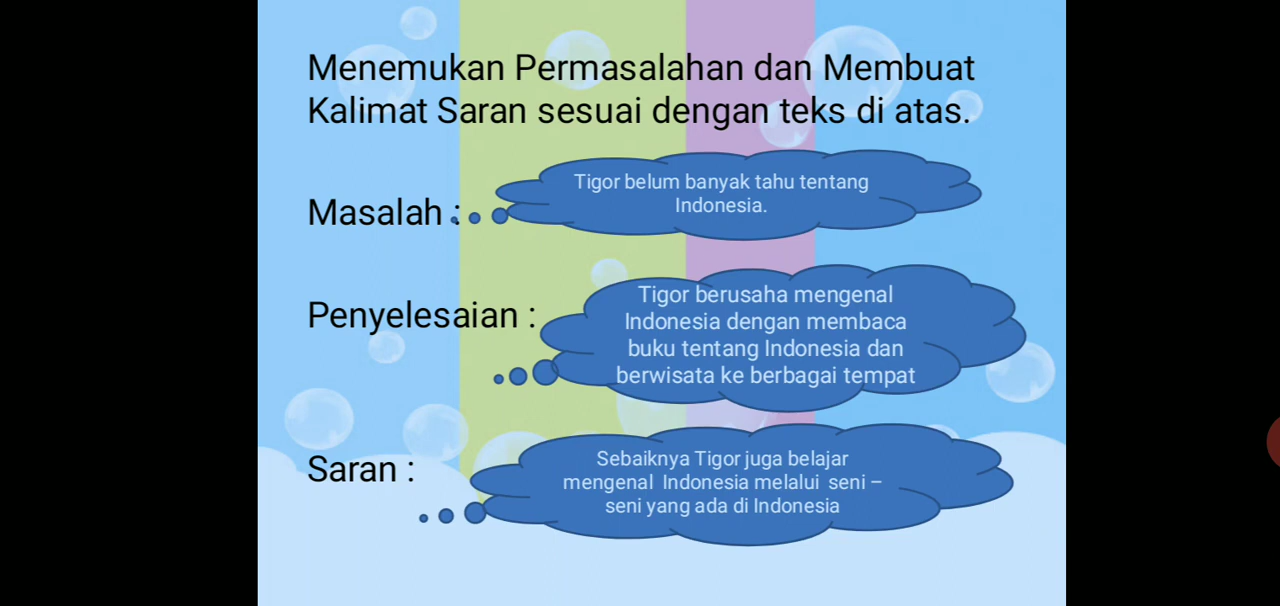 Menemukan Permasalahan dan Membuat
Kalimat Saran sesuai dengan teks di atas.
Masalah :
Tigor belum banyak tahu tentang
Indonesia.
Penyelesaian :
Tigor berusaha mengenal
Indonesia dengan membaca
buku tentang Indonesia dan
berwisata ke berbagai tempat
Saran :
Sebaiknya Tigor juga belajar
mengenal Indonesia melalui seni –
seni yang ada di Indonesia